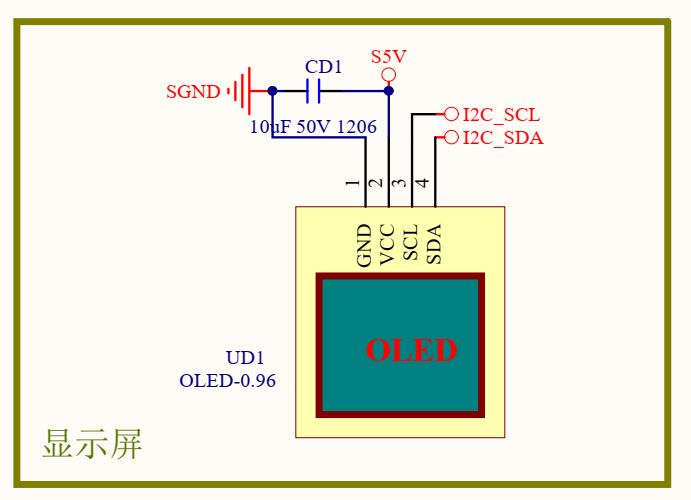 S5V
CD1
SGND
I2C_SCL
10uF 50V 1206
I2C_SDA
1
2
3
4
GND
VCC
SCL
SDA
OLED
UD1
OLED-0.96
显示屏